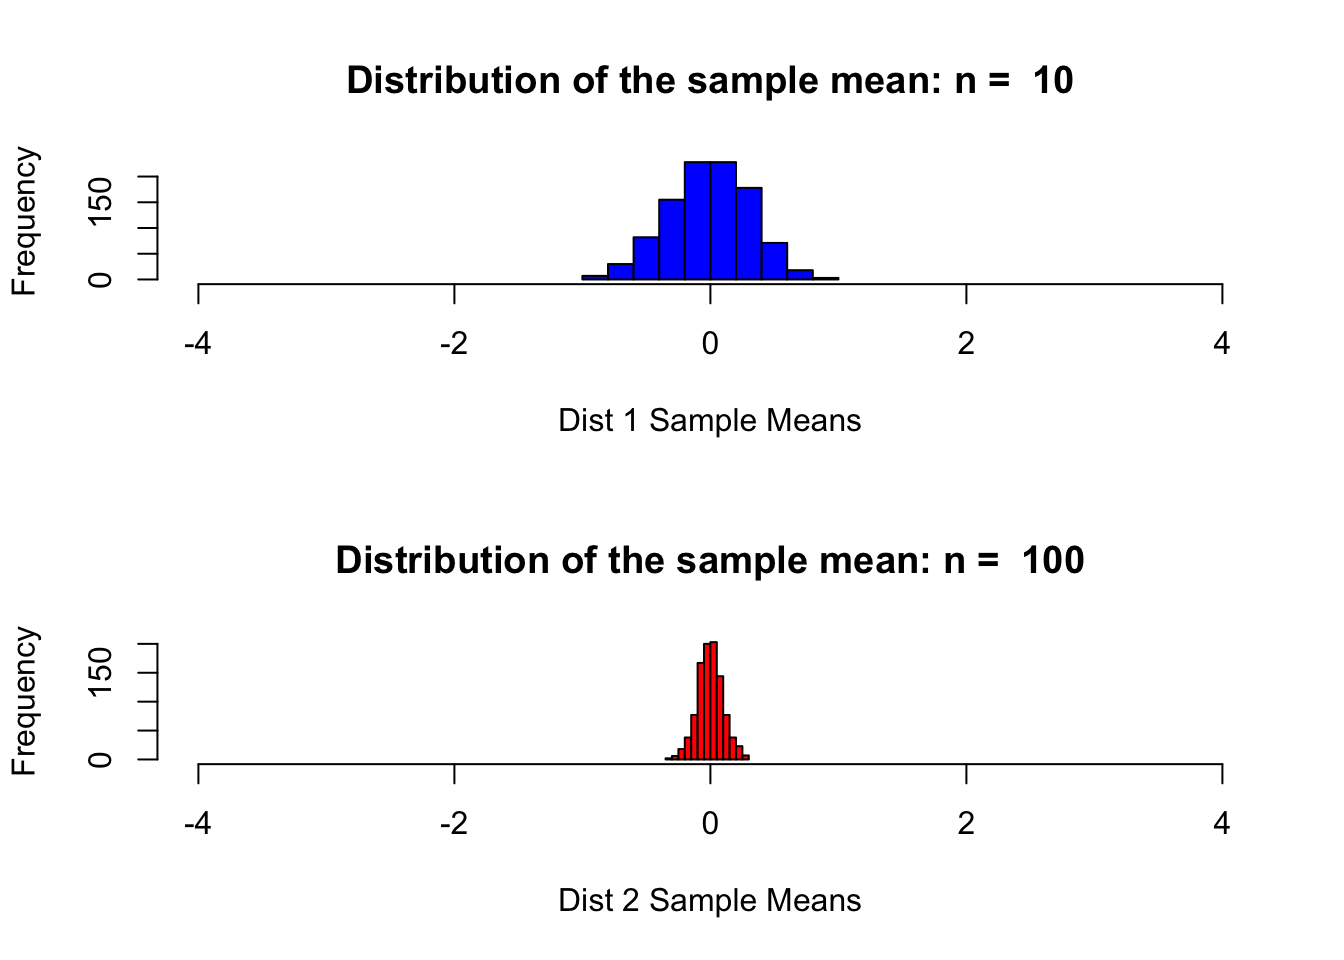 Distribution of the sample mean: n =  10
Frequency
150
0
-4 -2 0 2 4
Dist 1 Sample Means
Distribution of the sample mean: n =  100
Frequency
150
0
-4 -2 0 2 4
Dist 2 Sample Means